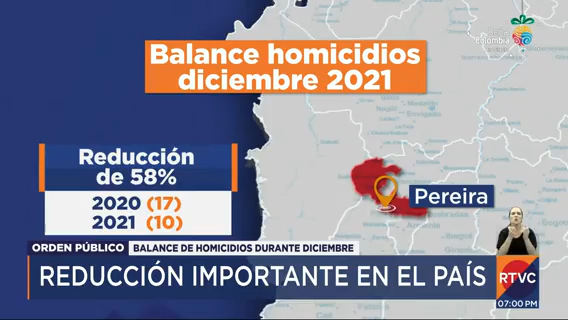 Colombia
Balance homicidios
diciembre 2021
Reducción
de 58%
2020 (17)
2021 (10)
Pereira
ORDEN PÚBLICO
BALANCE DE HOMICIDIOS DURANTE DICIEMBRE
REDUCCIÓN IMPORTANTE EN EL PAÍS
RTVC
07:00 PM